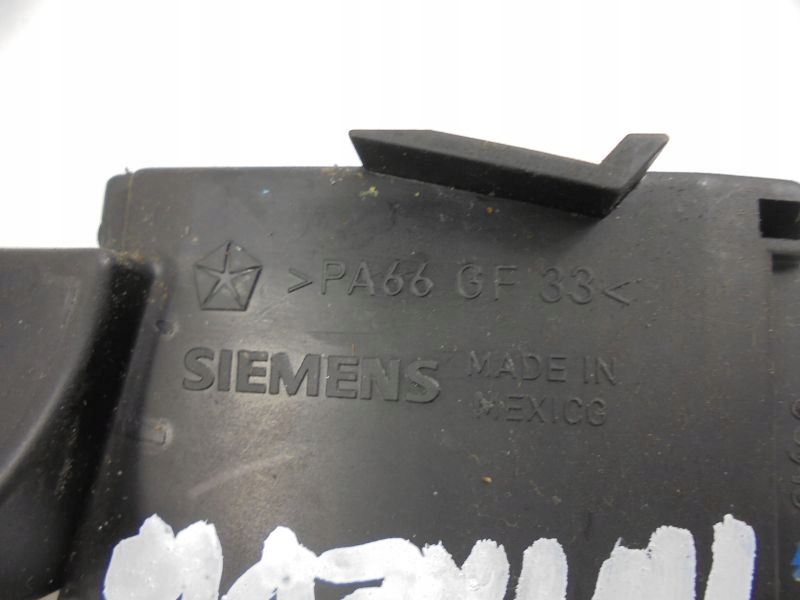 >PA66 GF 33<
SIEMENS
MADE IN
MEXICO